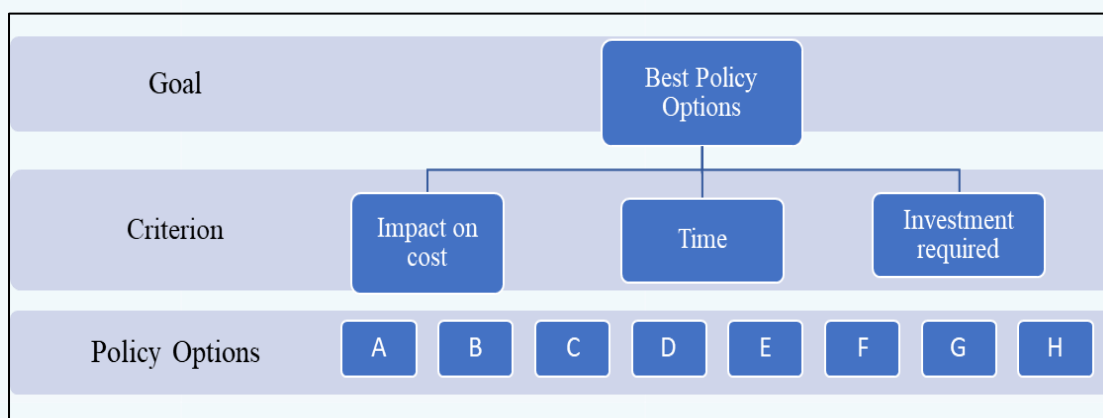 Goal
Best Policy
Options
Criterion
Impact on
cost
Time
Investment
required
Policy Options
A
B
C
D
E
F
G
H